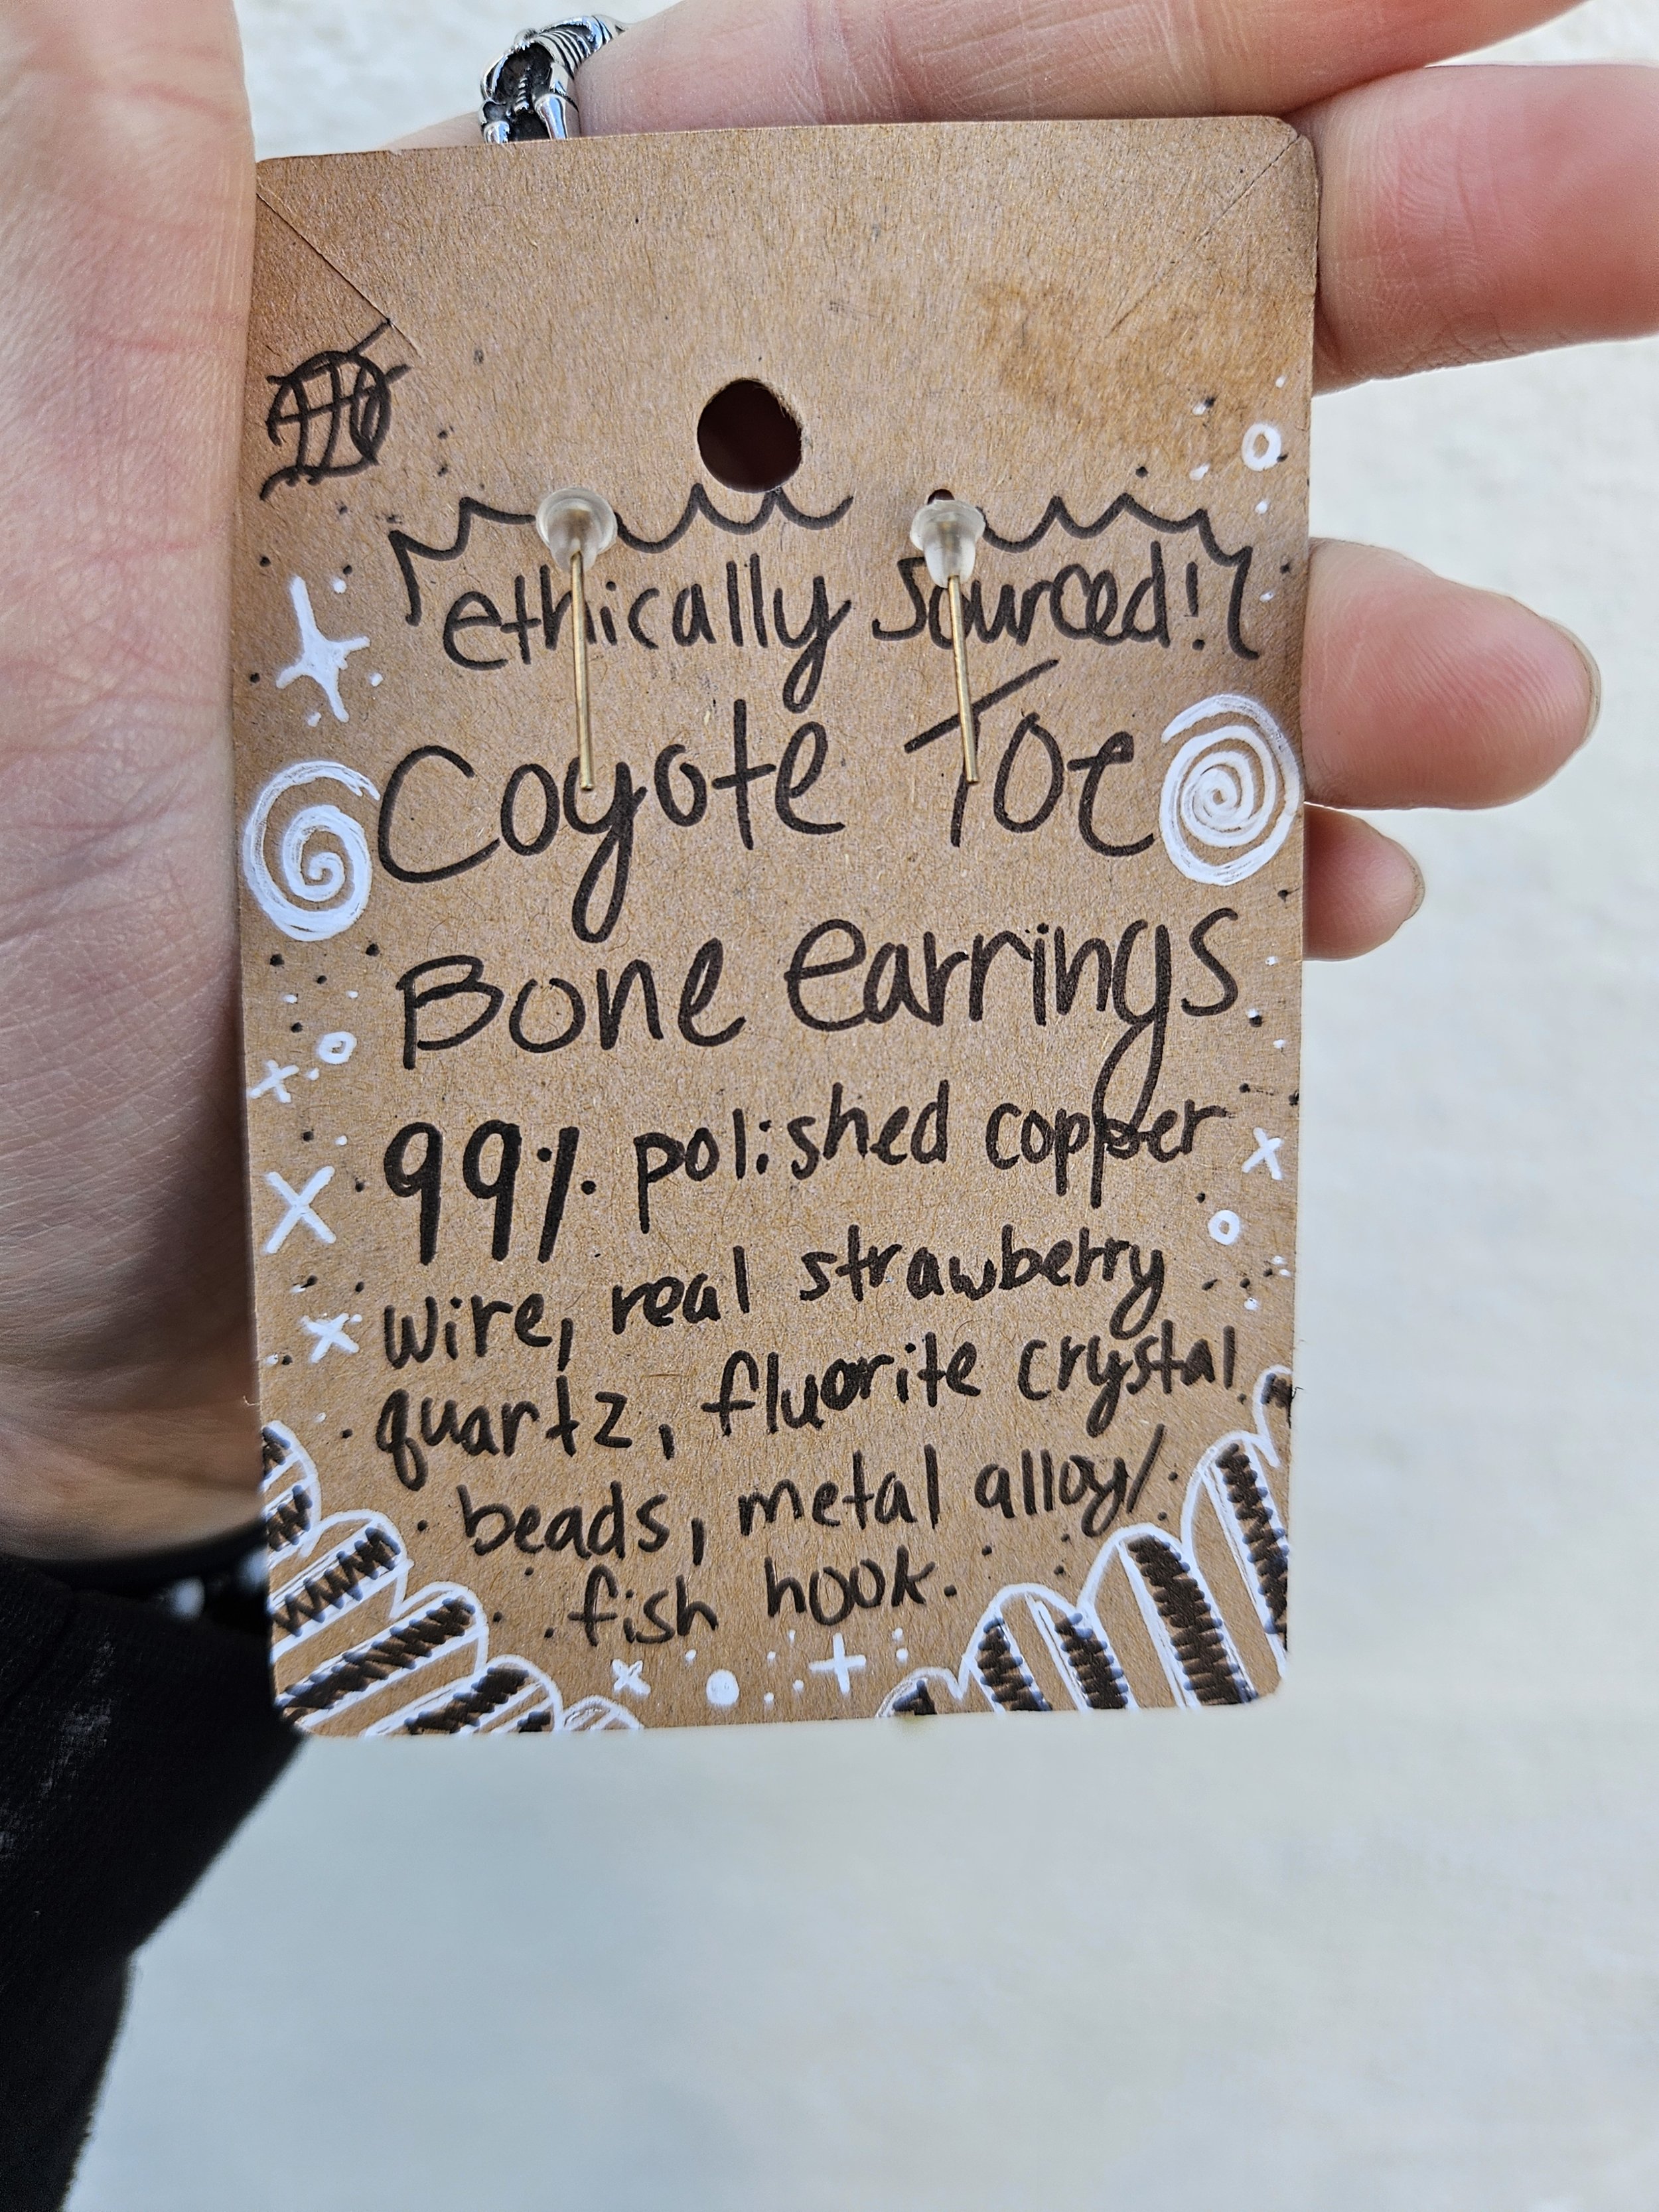 ethically sourced!
Coyote Toe
Bone earrings
99% polished copper
wire, real strawberry
quartz, fluorite crystal
beads, metal alloy/
fish hook.